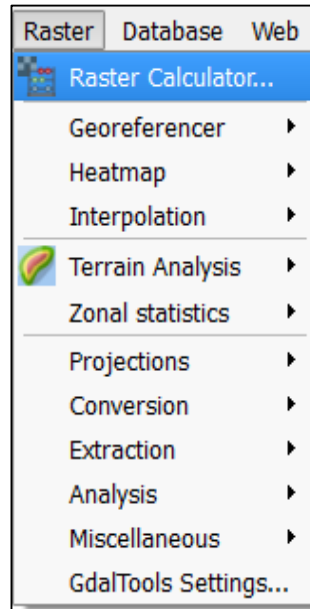 Raster Database Web
Raster Calculator...
Georeferencer
Heatmap
Interpolation
Terrain Analysis
Zonal statistics
Projections
Conversion
Extraction
Analysis
Miscellaneous
GdalTools Settings...